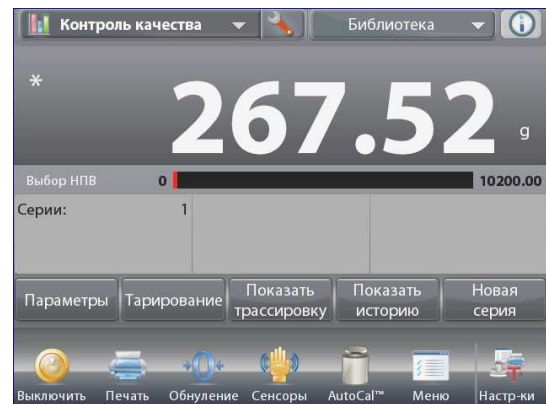 Контроль качества Библиотека
*
267.52 g
Выбор НПВ 0 10200.00
Серии: 1
Параметры Тарирование Показать трассировку Показать историю Новая серия
Выключить Печать Обнуление Сенсоры AutoCal™ Меню Настр-ки